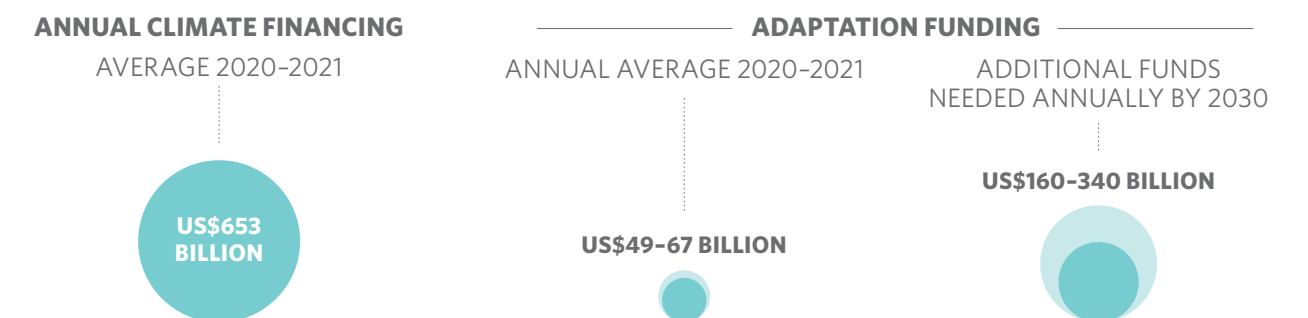 ANNUAL CLIMATE FINANCING
AVERAGE 2020–2021
US$653
BILLION
ADAPTATION FUNDING
ANNUAL AVERAGE 2020–2021
US$49–67 BILLION
ADDITIONAL FUNDS
NEEDED ANNUALLY BY 2030
US$160–340 BILLION